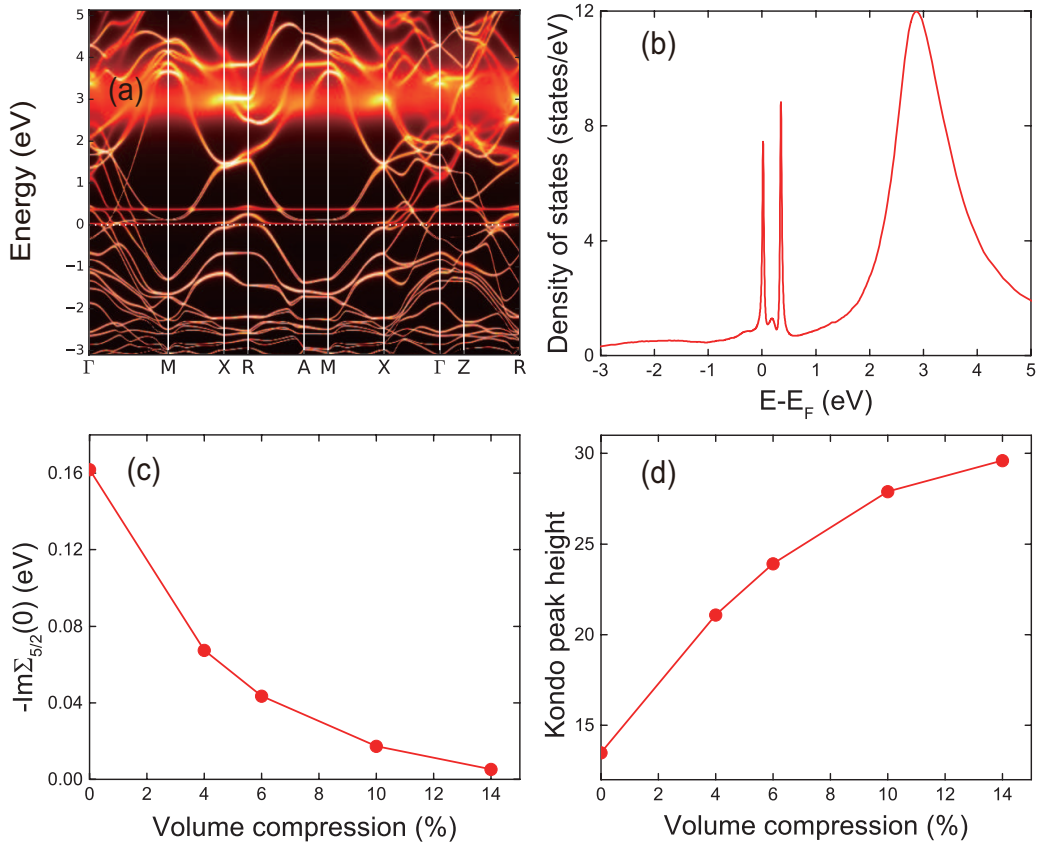 (a)
Energy (eV)
5
4
3
2
1
0
−1
−2
−3
Γ M X R A M X Γ Z R
(b)
Density of states (states/eV)
12
8
4
0
-3 -2 -1 0 1 2 3 4 5
E-E_F (eV)
(c)
-ImΣ_{5/2}(0) (eV)
0.16
0.12
0.08
0.04
0.00
0 2 4 6 8 10 12 14
Volume compression (%)
(d)
Kondo peak height
30
25
20
15
0 2 4 6 8 10 12 14
Volume compression (%)